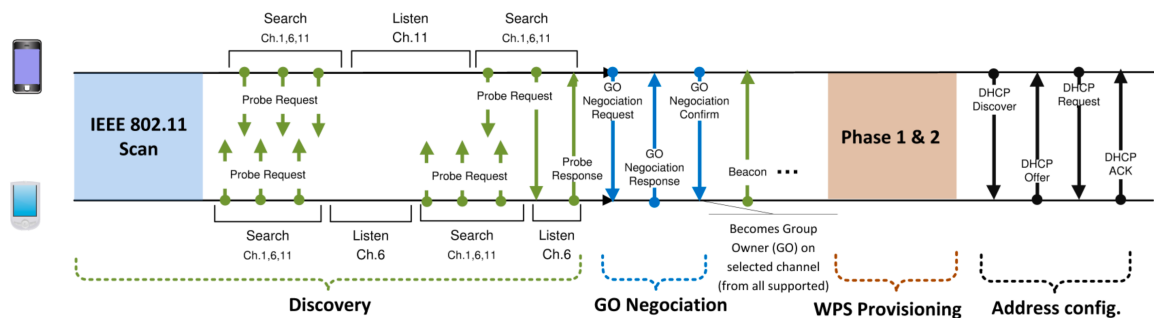 Search
Ch.1,6,11
Listen
Ch.11
Search
Ch.1,6,11
IEEE 802.11
Scan
Probe Request
Probe Request
Probe Request
Probe Request
Probe
Response
GO
Negociation
Request
GO
Negociation
Response
GO
Negociation
Confirm
Beacon
...
Phase 1 & 2
DHCP
Discover
DHCP
Offer
DHCP
Request
DHCP
ACK
Search
Ch.1,6,11
Listen
Ch.6
Search
Ch.1,6,11
Listen
Ch.6
Becomes Group
Owner (GO) on
selected channel
(from all supported)
Discovery
GO Negociation
WPS Provisioning
Address config.